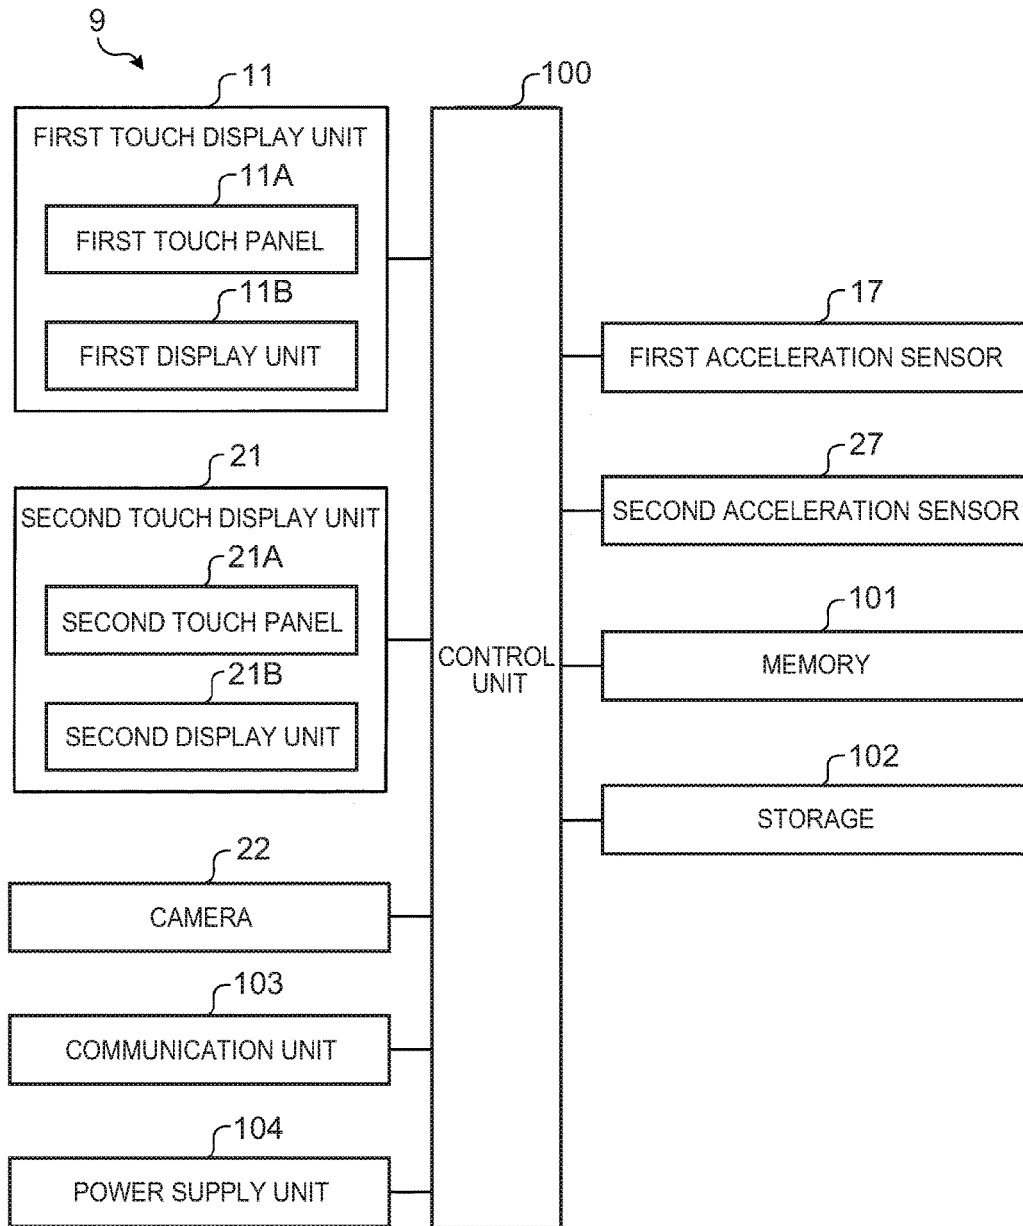 9
11
FIRST TOUCH DISPLAY UNIT
11A
FIRST TOUCH PANEL
11B
FIRST DISPLAY UNIT
21
SECOND TOUCH DISPLAY UNIT
21A
SECOND TOUCH PANEL
21B
SECOND DISPLAY UNIT
22
CAMERA
103
COMMUNICATION UNIT
104
POWER SUPPLY UNIT
100
CONTROL
UNIT
17
FIRST ACCELERATION SENSOR
27
SECOND ACCELERATION SENSOR
101
MEMORY
102
STORAGE